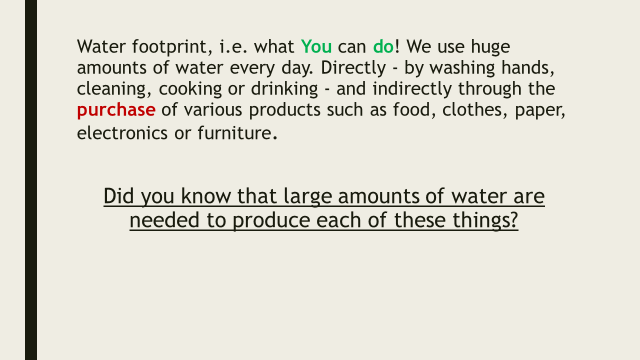 Water footprint, i.e. what You can do! We use huge
amounts of water every day. Directly - by washing hands,
cleaning, cooking or drinking - and indirectly through the
purchase of various products such as food, clothes, paper,
electronics or furniture.
Did you know that large amounts of water are
needed to produce each of these things?